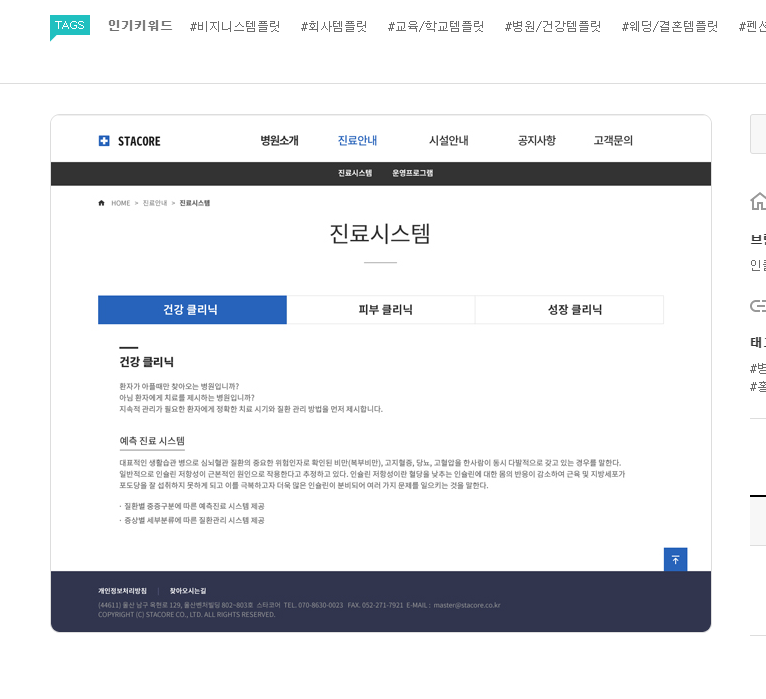 TAGS 인기키워드 #비지니스템플릿 #회사템플릿 #교육/학교템플릿 #병원/건강템플릿 #웨딩/결혼템플릿 #펜션
STACORE 병원소개 진료안내 시설안내 공지사항 고객문의
진료시스템 운영프로그램
HOME > 진료안내 > 진료시스템
진료시스템
건강 클리닉 피부 클리닉 성장 클리닉
건강 클리닉
환자가 아플때만 찾아오는 병원입니까?
아님 환자에게 치료를 제시하는 병원입니까?
지속적 관리가 필요한 환자에게 정확한 치료 시기와 질환 관리 방법을 먼저 제시합니다.
예측 진료 시스템
대표적인 생활습관 병으로 심뇌혈관 질환의 중요한 위험인자로 확인된 비만(복부비만), 고지혈증, 당뇨, 고혈압을 한사람이 동시 다발적으로 갖고 있는 경우를 말한다.
일반적으로 인슐린 저항성이 근본적인 원인으로 작용한다고 추정하고 있다. 인슐린 저항성이란 혈당을 낮추는 인슐린에 대한 몸의 반응이 감소하여 근육 및 지방세포가
포도당을 잘 섭취하지 못하게 되고 이를 극복하고자 더욱 많은 인슐린이 분비되어 여러 가지 문제를 일으키는 것을 말한다.
· 질환별 중증구분에 따른 예측진료 시스템 제공
· 증상별 세부분류에 따른 질환관리 시스템 제공
개인정보처리방침 | 찾아오시는길
(44611) 울산 남구 옥현로 129, 울산벤처빌딩 802~803호 스타코어 TEL. 070-8630-0023 FAX. 052-271-7921 E-MAIL : master@stacore.co.kr
COPYRIGHT (C) STACORE CO., LTD. ALL RIGHTS RESERVED.